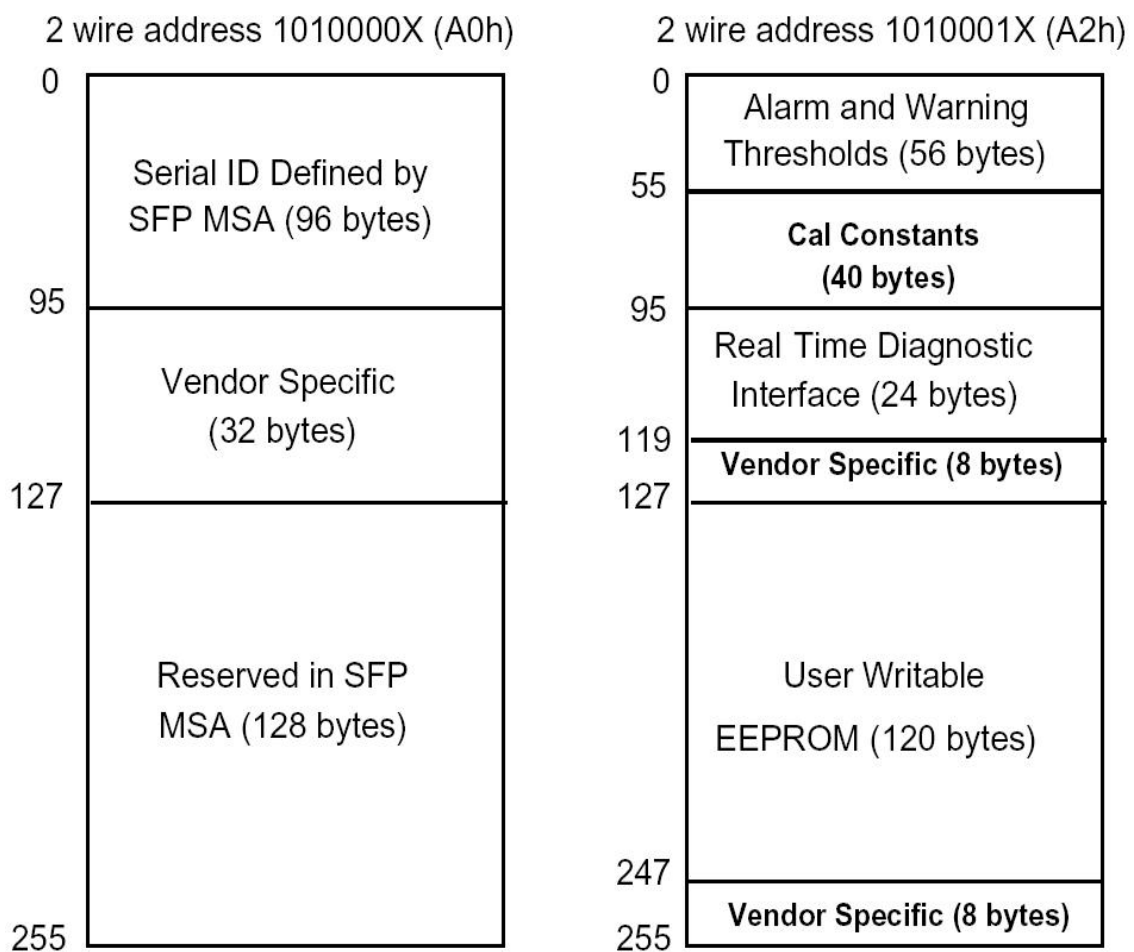 2 wire address 1010000X (A0h)
0
Serial ID Defined by
SFP MSA (96 bytes)
95
Vendor Specific
(32 bytes)
127
Reserved in SFP
MSA (128 bytes)
255
2 wire address 1010001X (A2h)
0
Alarm and Warning
Thresholds (56 bytes)
55
Cal Constants
(40 bytes)
95
Real Time Diagnostic
Interface (24 bytes)
119
Vendor Specific (8 bytes)
127
User Writable
EEPROM (120 bytes)
247
Vendor Specific (8 bytes)
255